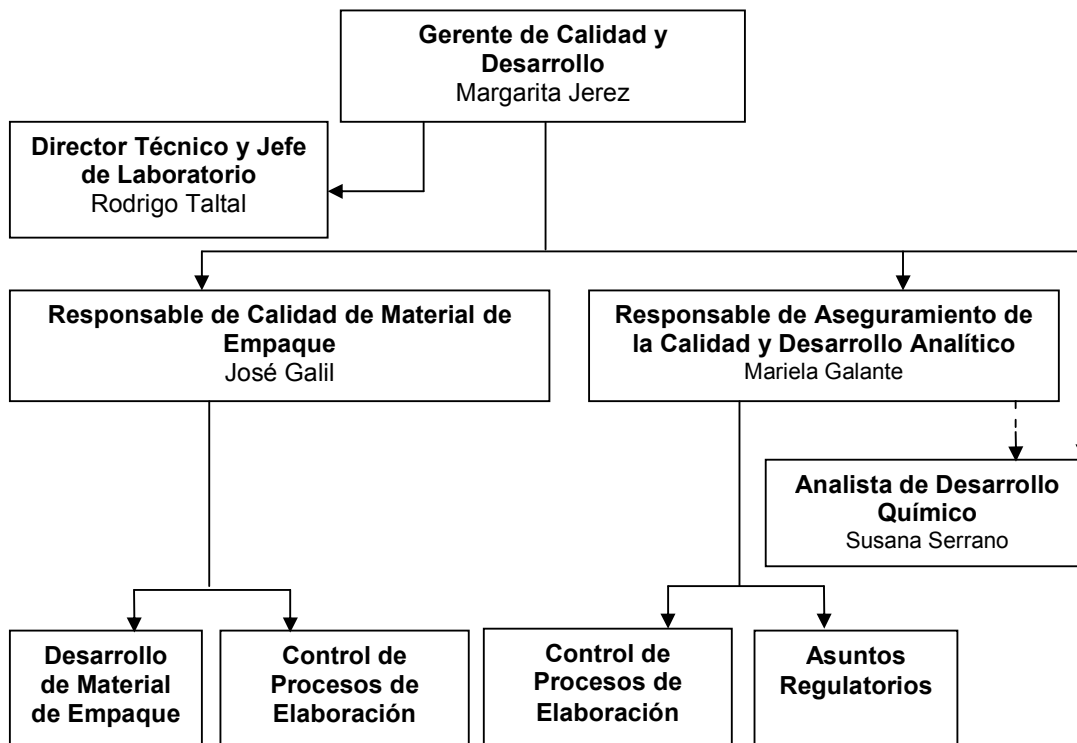 Gerente de Calidad y
Desarrollo
Margarita Jerez
Director Técnico y Jefe
de Laboratorio
Rodrigo Taltal
Responsable de Calidad de Material de
Empaque
José Galil
Responsable de Aseguramiento de
la Calidad y Desarrollo Analítico
Mariela Galante
Analista de Desarrollo
Químico
Susana Serrano
Desarrollo
de Material
de Empaque
Control de
Procesos de
Elaboración
Control de
Procesos de
Elaboración
Asuntos
Regulatorios